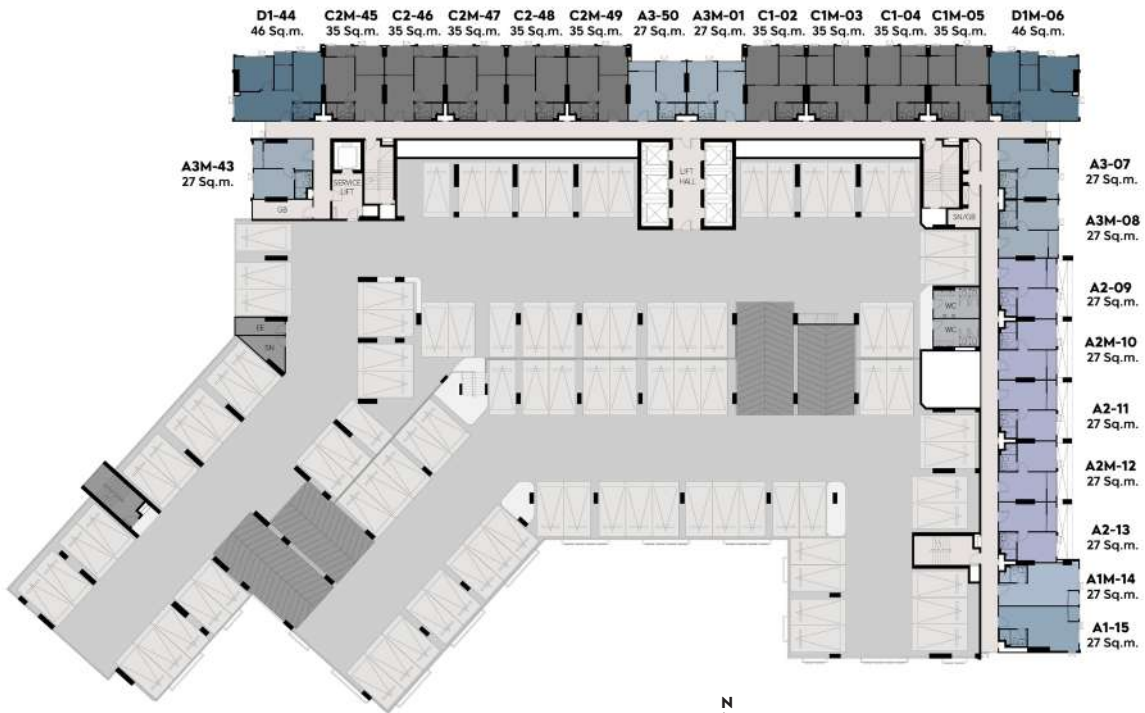 D1-44 C2M-45 C2-46 C2M-47 C2-48 C2M-49 A3-50 A3M-01 C1-02 C1M-03 C1-04 C1M-05 D1M-06
46 Sq.m. 35 Sq.m. 35 Sq.m. 35 Sq.m. 35 Sq.m. 35 Sq.m. 27 Sq.m. 27 Sq.m. 35 Sq.m. 35 Sq.m. 35 Sq.m. 35 Sq.m. 46 Sq.m.
A3M-43
27 Sq.m.
SERVICE
LIFT
GB
LIFT
HALL
SN/GB
A3-07
27 Sq.m.
A3M-08
27 Sq.m.
A2-09
27 Sq.m.
WC
WC
EE
SN
A2M-10
27 Sq.m.
A2-11
27 Sq.m.
A2M-12
27 Sq.m.
A2-13
27 Sq.m.
A1M-14
27 Sq.m.
A1-15
27 Sq.m.
N